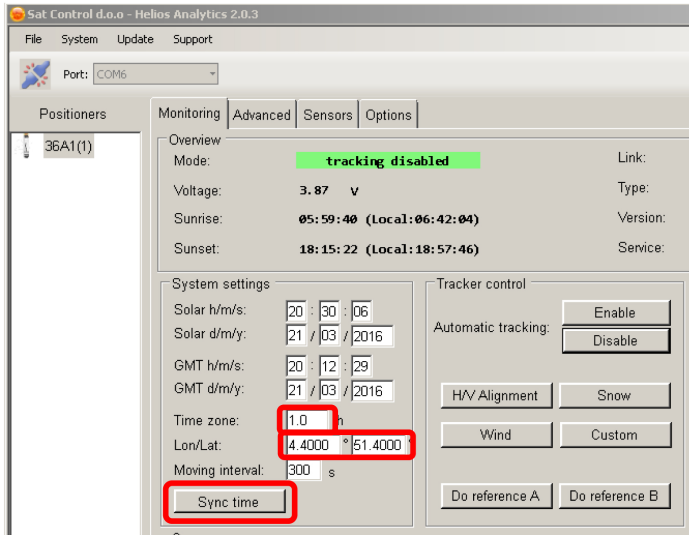 Sat Control d.o.o - Helios Analytics 2.0.3
File System Update Support
Port: COM6
Positioners
36A1(1)
Monitoring Advanced Sensors Options
Overview
Mode: tracking disabled Link:
Voltage: 3.87 V Type:
Sunrise: 05:59:40 (Local:06:42:04) Version:
Sunset: 18:15:22 (Local:18:57:46) Service:
System settings
Solar h/m/s: 20 : 30 : 06
Solar d/m/y: 21 / 03 / 2016
GMT h/m/s: 20 : 12 : 29
GMT d/m/y: 21 / 03 / 2016
Time zone: 1.0 h
Lon/Lat: 4.4000 ° 51.4000 °
Moving interval: 300 s
Sync time
Tracker control
Automatic tracking: Enable
Disable
H/V Alignment Snow
Wind Custom
Do reference A Do reference B